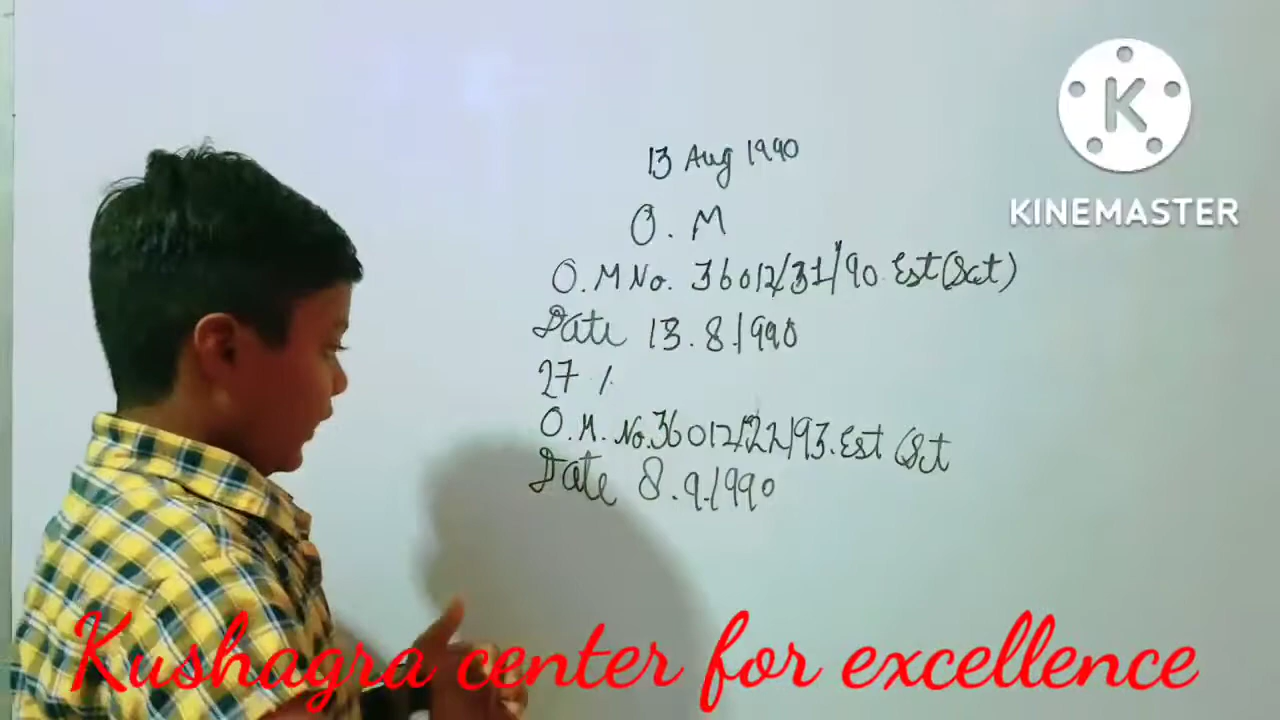 13 Aug 1990
O. M
O. M No. 36012/31/90 Est (Sct)
Date 13.8.1990
27 %
O. M. No. 36012/22/93. Est (Sct
Date 8.9.1990
K
KINEMASTER
Kushagra center for excellence